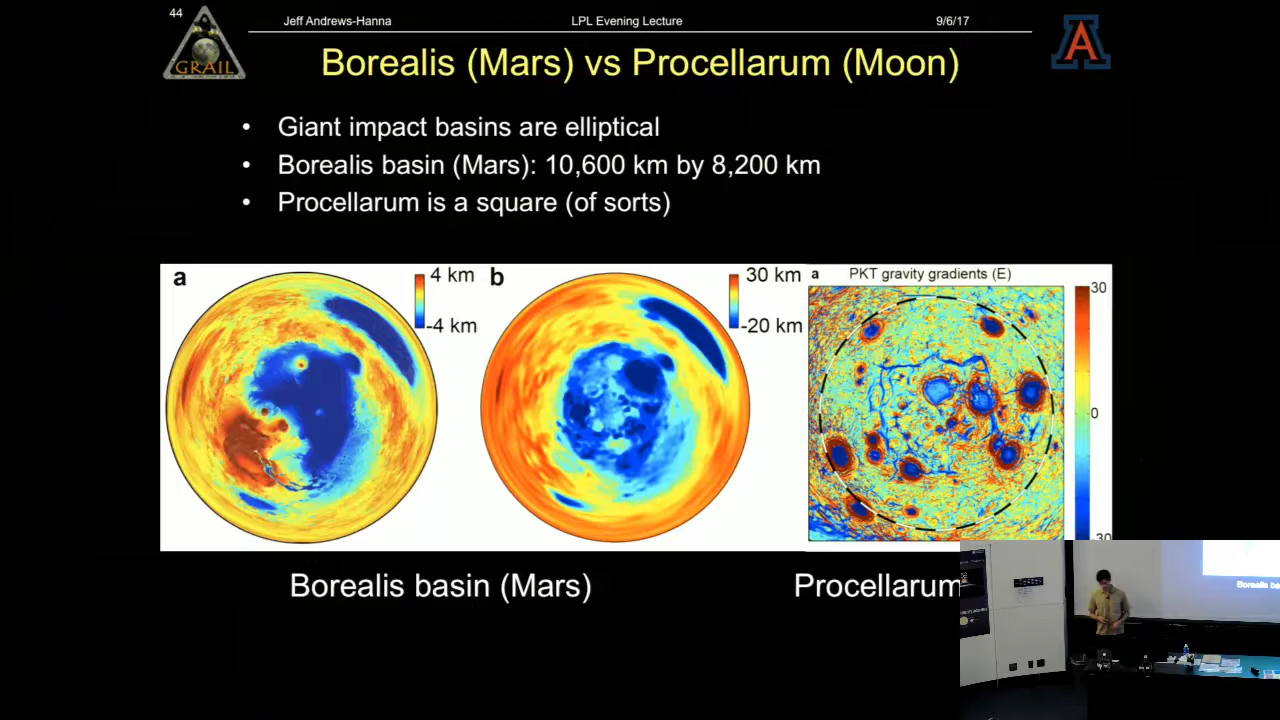 44
Jeff Andrews-Hanna
LPL Evening Lecture
9/6/17
GRAIL
A
Borealis (Mars) vs Procellarum (Moon)
• Giant impact basins are elliptical
• Borealis basin (Mars): 10,600 km by 8,200 km
• Procellarum is a square (of sorts)
a
4 km
-4 km
b
30 km
-20 km
a
PKT gravity gradients (E)
30
0
Borealis basin (Mars)
Procellarum
Borealis